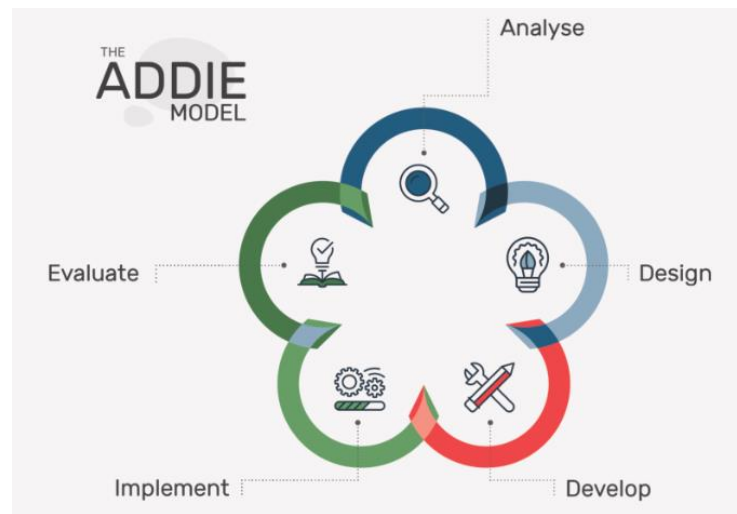 THE
ADDIE
MODEL
Analyse
Design
Develop
Implement
Evaluate